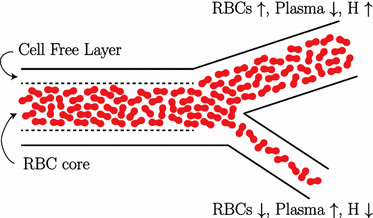 RBCs ↑, Plasma ↓, H ↑
Cell Free Layer
RBC core
RBCs ↓, Plasma ↑, H ↓